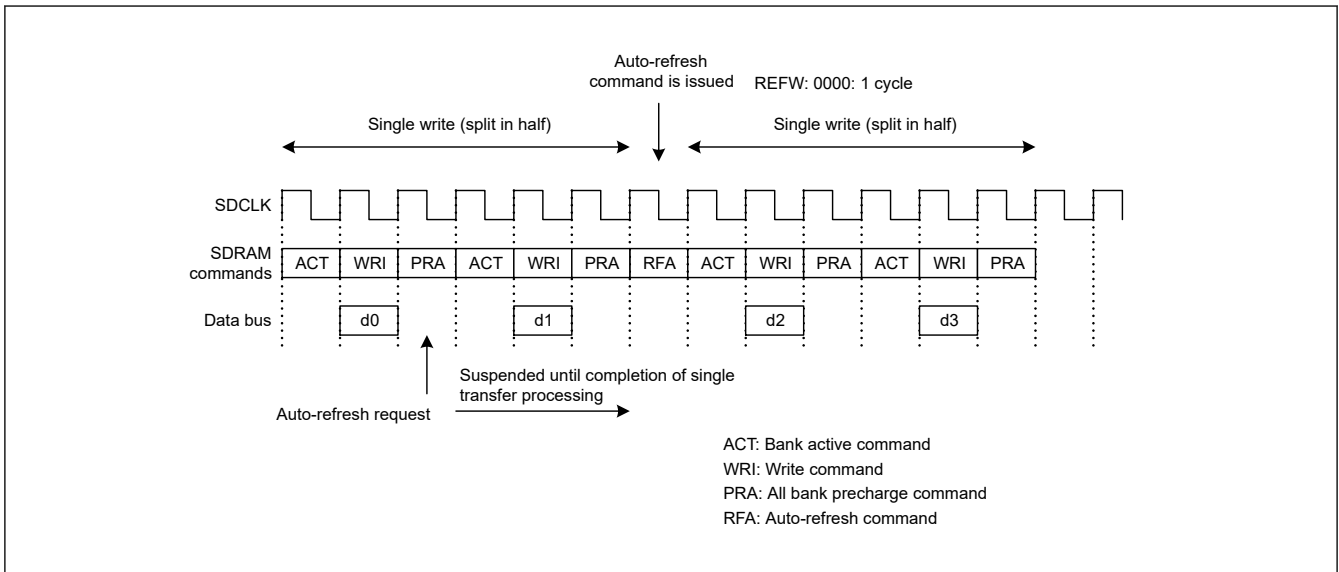 Auto-refresh
command is issued
REFW: 0000: 1 cycle
Single write (split in half)
Single write (split in half)
SDCLK
SDRAM
commands
ACT WRI PRA ACT WRI PRA RFA ACT WRI PRA ACT WRI PRA
Data bus
d0 d1 d2 d3
Suspended until completion of single
transfer processing
Auto-refresh request
ACT: Bank active command
WRI: Write command
PRA: All bank precharge command
RFA: Auto-refresh command